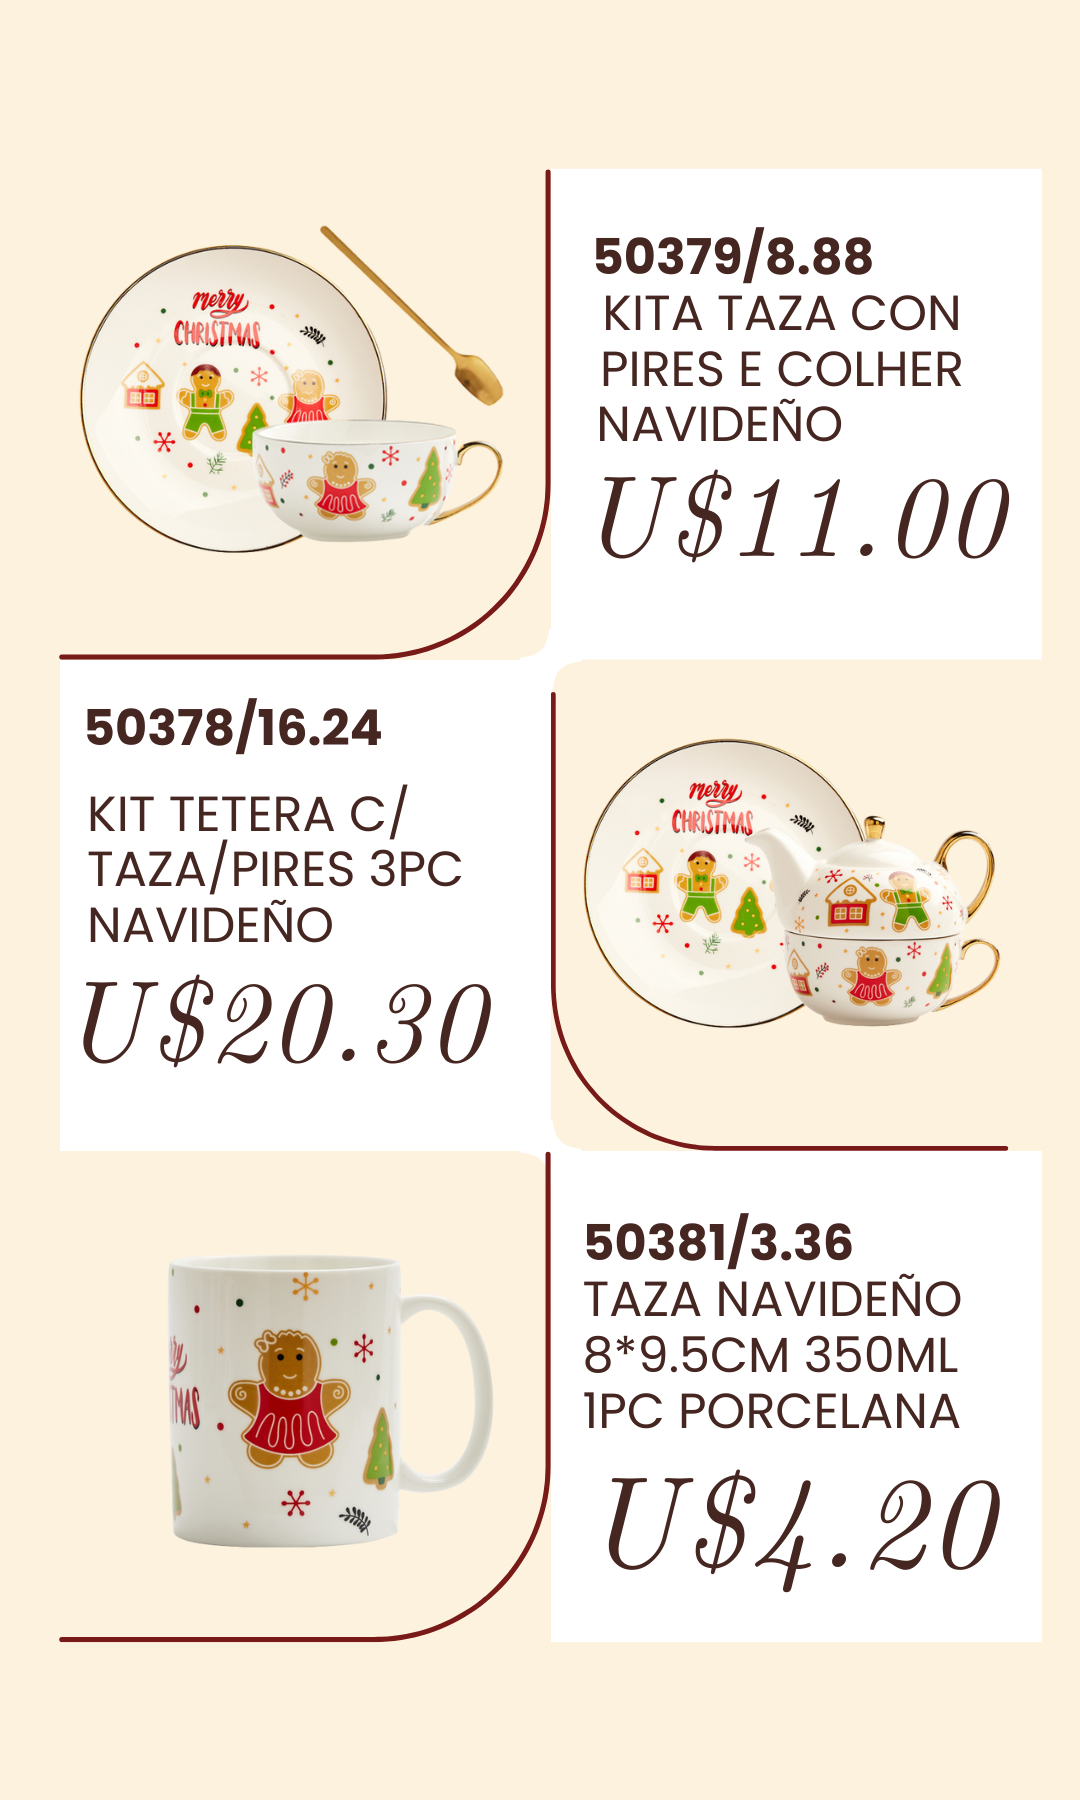 merry
CHRISTMAS
50379/8.88
KITA TAZA CON
PIRES E COLHER
NAVIDEÑO
U$11.00
50378/16.24
KIT TETERA C/
TAZA/PIRES 3PC
NAVIDEÑO
U$20.30
merry
CHRISTMAS
rry
TMAS
50381/3.36
TAZA NAVIDEÑO
8*9.5CM 350ML
1PC PORCELANA
U$4.20